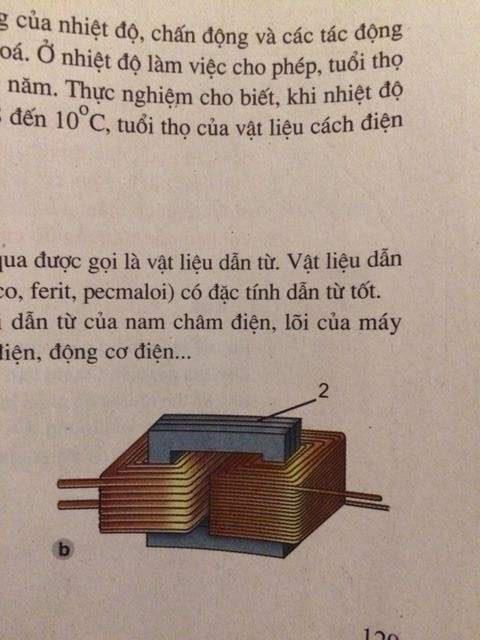 của nhiệt độ, chấn động và các tác động
oá. Ở nhiệt độ làm việc cho phép, tuổi thọ
năm. Thực nghiệm cho biết, khi nhiệt độ
đến 10°C, tuổi thọ của vật liệu cách điện
qua được gọi là vật liệu dẫn từ. Vật liệu dẫn
co, ferit, pecmaloi) có đặc tính dẫn từ tốt.
dẫn từ của nam châm điện, lõi của máy
điện, động cơ điện...
2
b